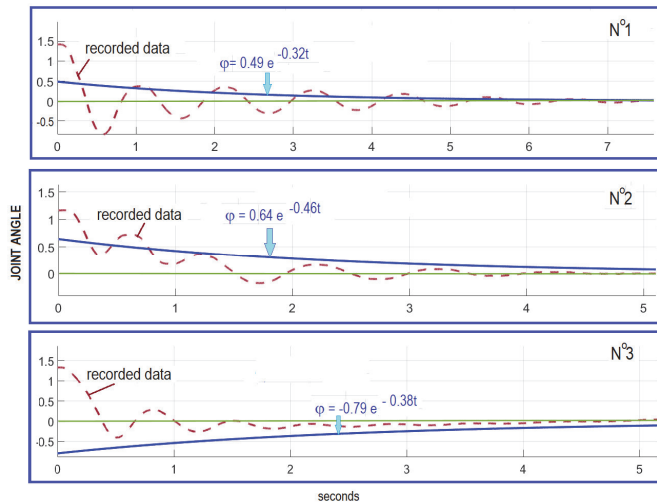 N°1
recorded data
φ= 0.49 e -0.32t
1.5
1
0.5
0
-0.5
0 1 2 3 4 5 6 7
JOINT ANGLE
N°2
recorded data
φ = 0.64 e -0.46t
1.5
1
0.5
0
0 1 2 3 4 5
N°3
recorded data
φ = -0.79 e - 0.38t
1.5
1
0.5
0
-0.5
0 1 2 3 4 5
seconds